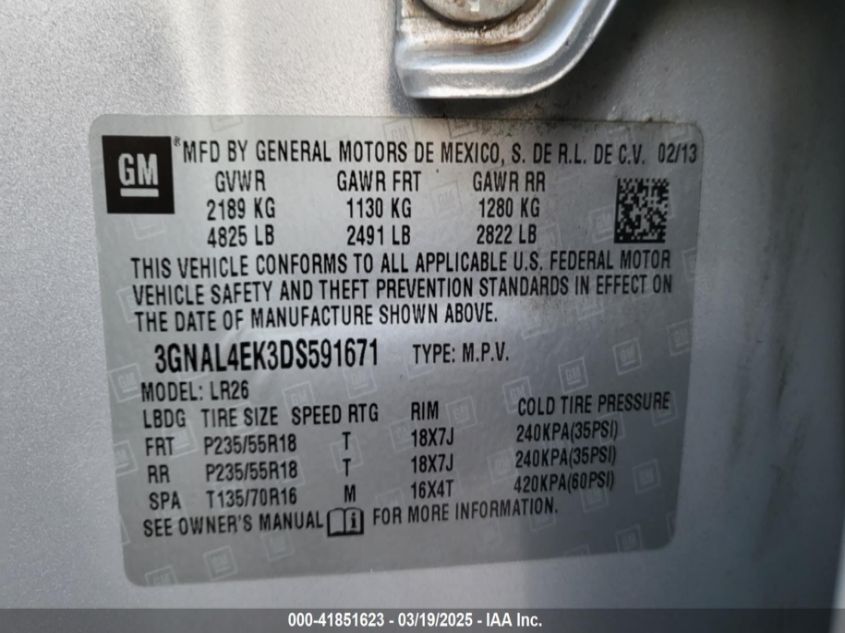 GM
MFD BY GENERAL MOTORS DE MEXICO, S. DE R.L. DE C.V. 02/13
GVWR GAWR FRT GAWR RR
2189 KG 1130 KG 1280 KG
4825 LB 2491 LB 2822 LB
THIS VEHICLE CONFORMS TO ALL APPLICABLE U.S. FEDERAL MOTOR
VEHICLE SAFETY AND THEFT PREVENTION STANDARDS IN EFFECT ON
THE DATE OF MANUFACTURE SHOWN ABOVE.
3GNAL4EK3DS591671 TYPE: M.P.V.
MODEL: LR26
LBDG TIRE SIZE SPEED RTG RIM COLD TIRE PRESSURE
FRT P235/55R18 T 18X7J 240KPA(35PSI)
RR P235/55R18 T 18X7J 240KPA(35PSI)
SPA T135/70R16 M 16X4T 420KPA(60PSI)
SEE OWNER'S MANUAL i FOR MORE INFORMATION.
000-41851623 - 03/19/2025 - IAA Inc.